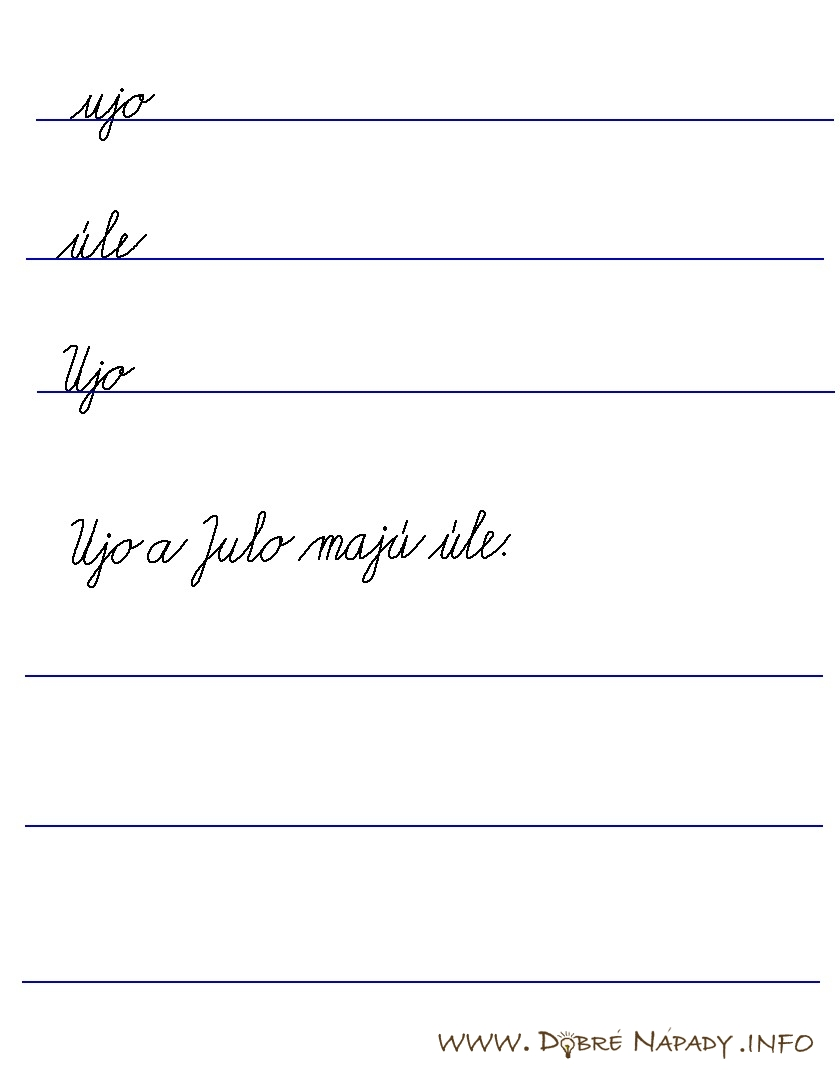 ujo
úle
Ujo
Ujo a Julo majú úle.
WWW. DOBRÉ NÁPADY .INFO